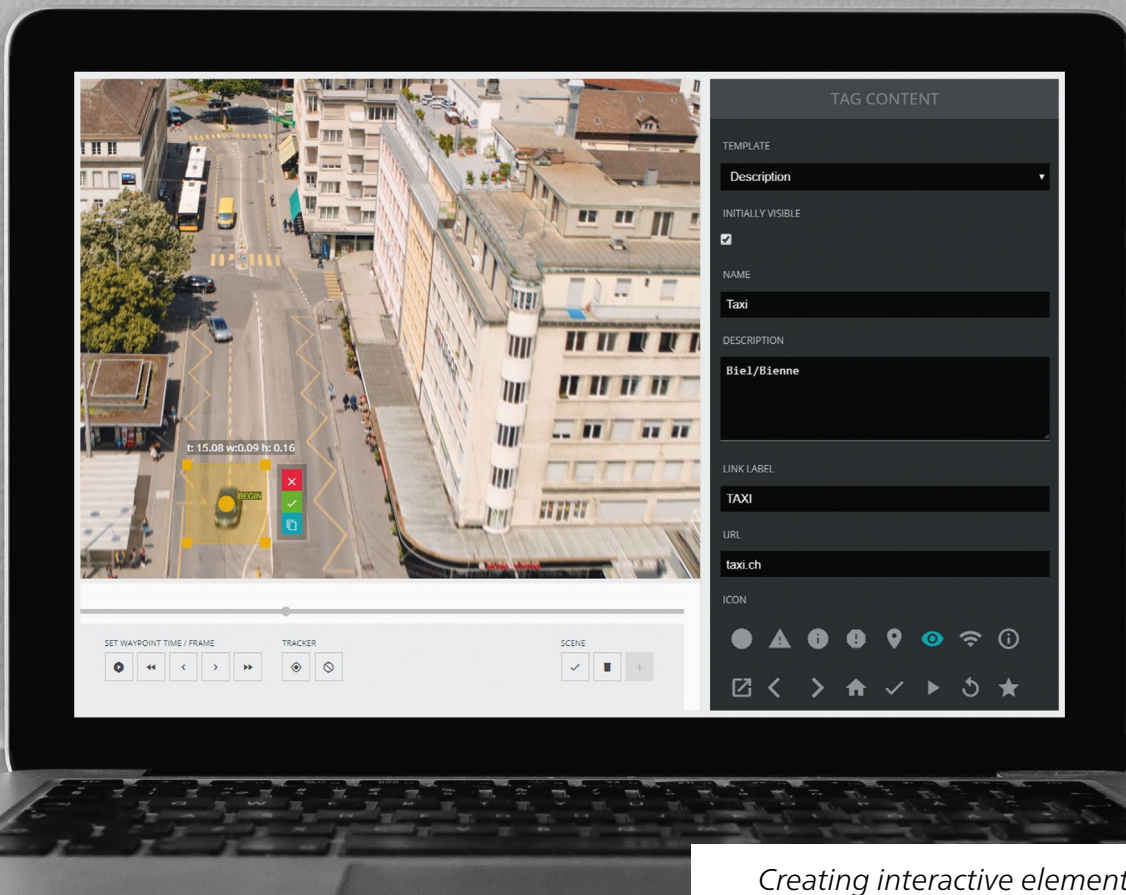 t: 15.08 w:0.09 h: 0.16
BEGIN
SET WAYPOINT TIME / FRAME
TRACKER
SCENE
TAG CONTENT
TEMPLATE
Description
INITIALLY VISIBLE
NAME
Taxi
DESCRIPTION
Biel/Bienne
LINK LABEL
TAXI
URL
taxi.ch
ICON
Creating interactive element